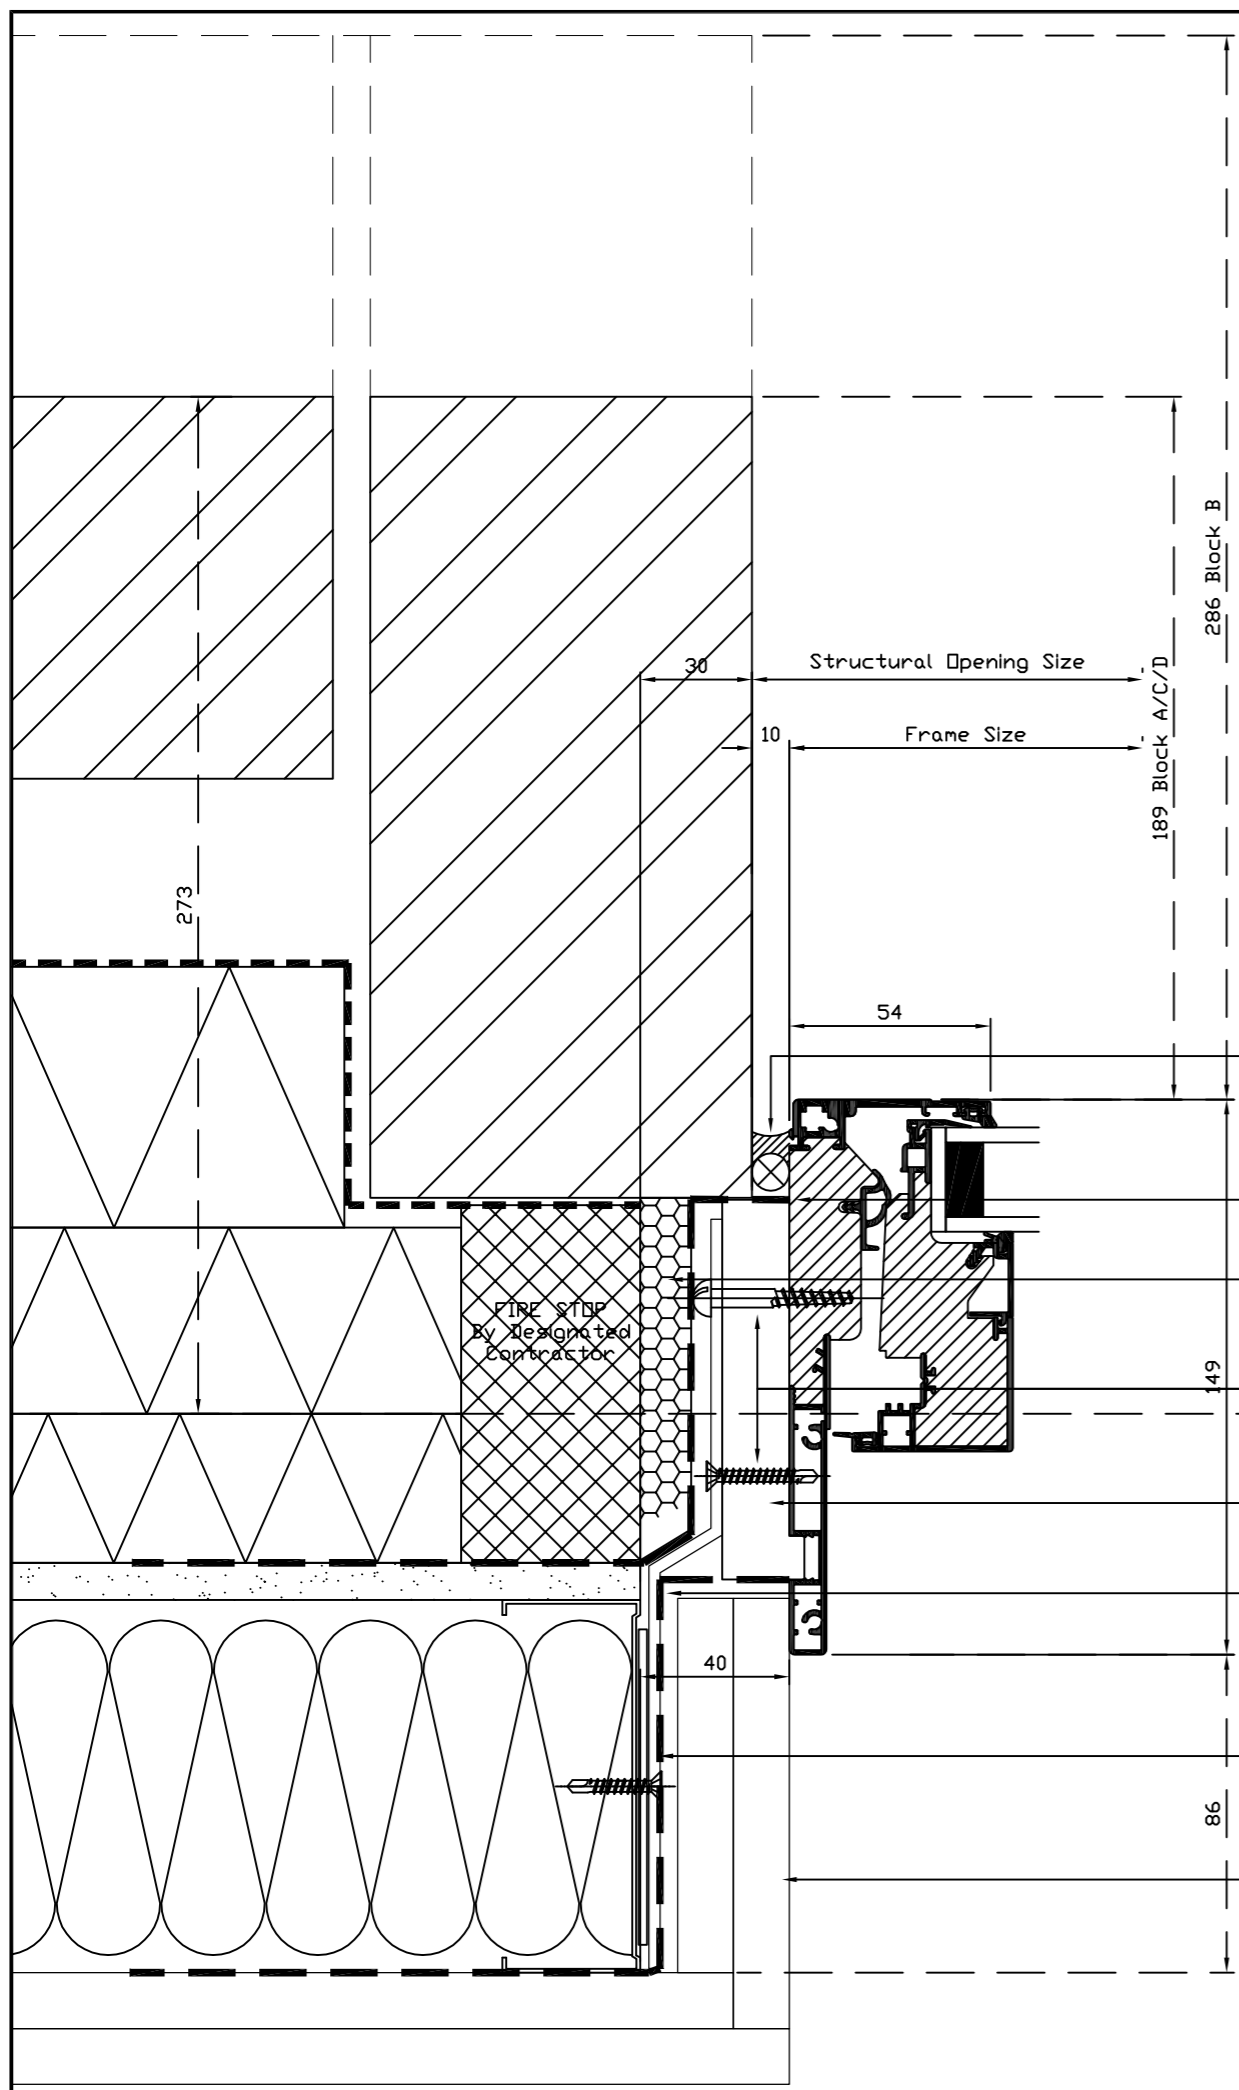 286 Block B
30
Structural Opening Size
189 Block A/C/D
10
Frame Size
273
54
FIRE STOP
By Designated
Contractor
149
40
86